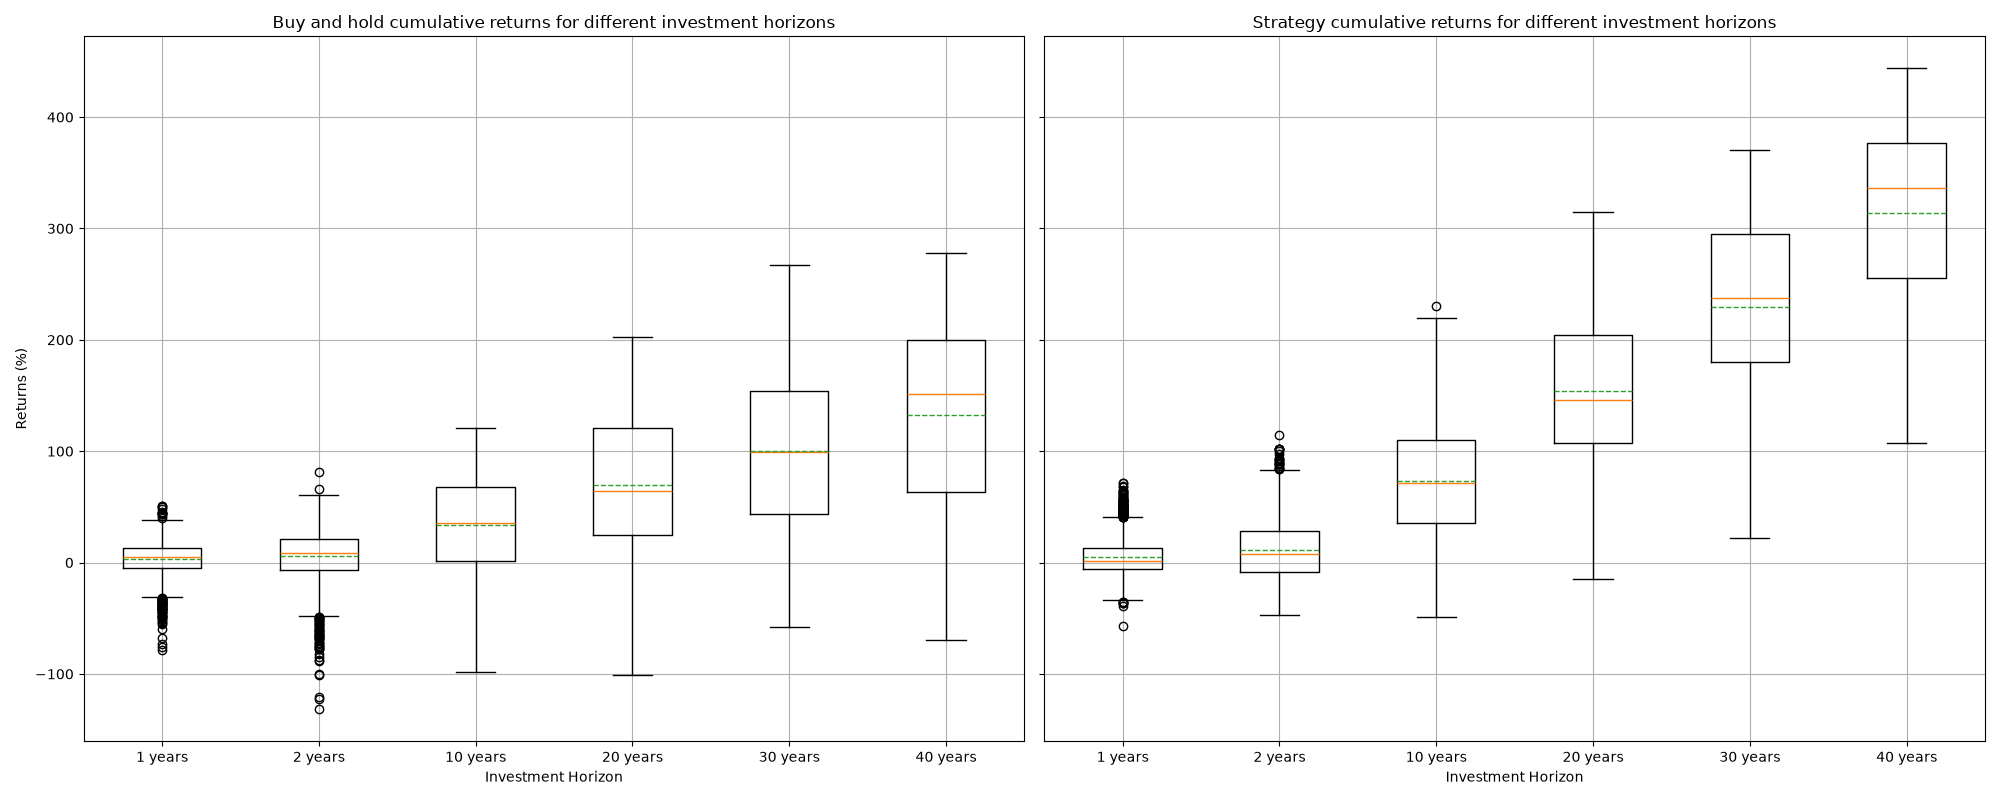 Buy and hold cumulative returns for different investment horizons
Strategy cumulative returns for different investment horizons
Returns (%)
400
300
200
100
0
−100
1 years
2 years
10 years
20 years
30 years
40 years
Investment Horizon
1 years
2 years
10 years
20 years
30 years
40 years
Investment Horizon